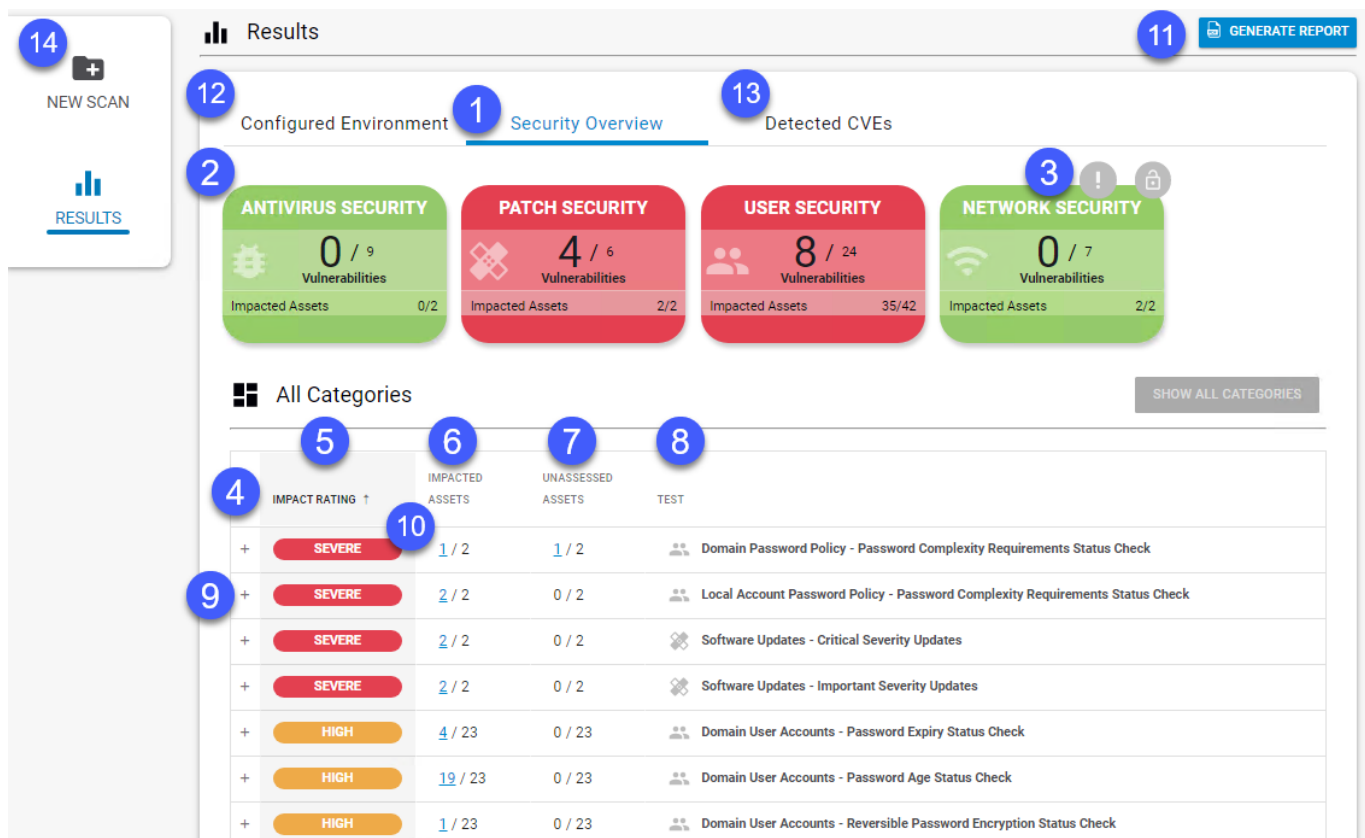 14
NEW SCAN
RESULTS
Results
11
GENERATE REPORT
12
Configured Environment
1
Security Overview
13
Detected CVEs
2
3
ANTIVIRUS SECURITY
0 / 9
Vulnerabilities
Impacted Assets 0/2
PATCH SECURITY
4 / 6
Vulnerabilities
Impacted Assets 2/2
USER SECURITY
8 / 24
Vulnerabilities
Impacted Assets 35/42
NETWORK SECURITY
0 / 7
Vulnerabilities
Impacted Assets 2/2
All Categories
SHOW ALL CATEGORIES
5
6
7
8
4
IMPACT RATING ↑
IMPACTED
ASSETS
UNASSESSED
ASSETS
TEST
10
+ SEVERE 1 / 2 1 / 2 Domain Password Policy - Password Complexity Requirements Status Check
9
+ SEVERE 2 / 2 0 / 2 Local Account Password Policy - Password Complexity Requirements Status Check
+ SEVERE 2 / 2 0 / 2 Software Updates - Critical Severity Updates
+ SEVERE 2 / 2 0 / 2 Software Updates - Important Severity Updates
+ HIGH 4 / 23 0 / 23 Domain User Accounts - Password Expiry Status Check
+ HIGH 19 / 23 0 / 23 Domain User Accounts - Password Age Status Check
+ HIGH 1 / 23 0 / 23 Domain User Accounts - Reversible Password Encryption Status Check